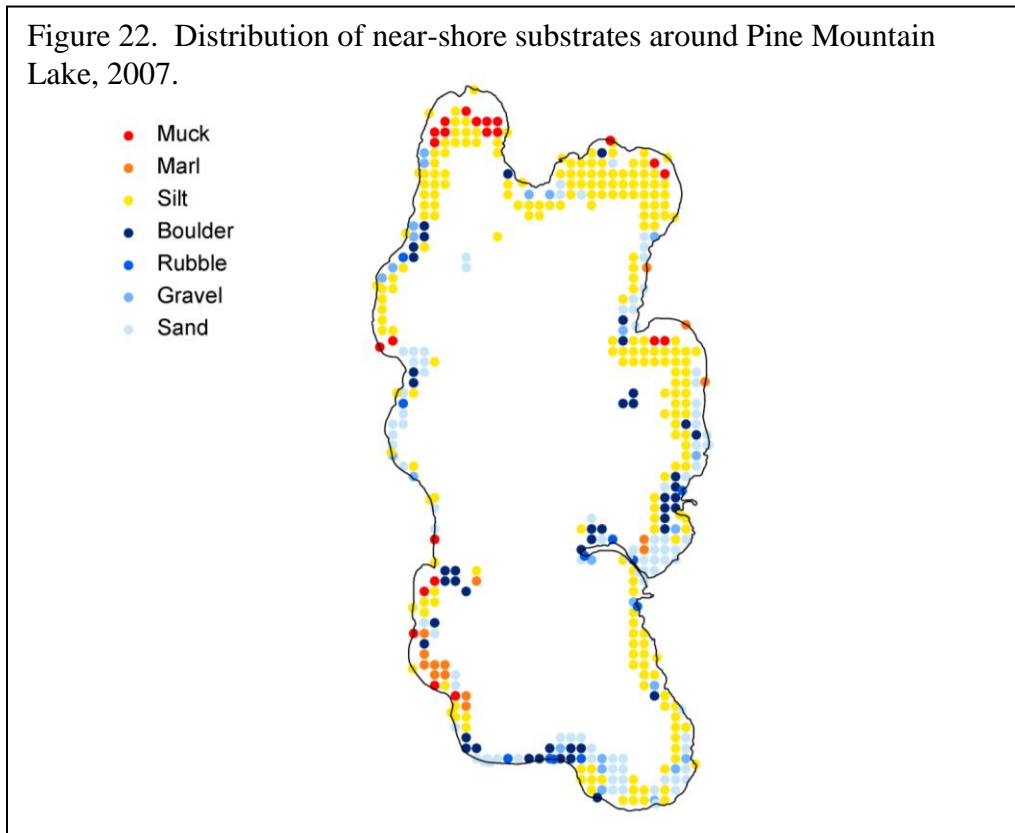 Figure 22.  Distribution of near-shore substrates around Pine Mountain
Lake, 2007.
Muck
Marl
Silt
Boulder
Rubble
Gravel
Sand